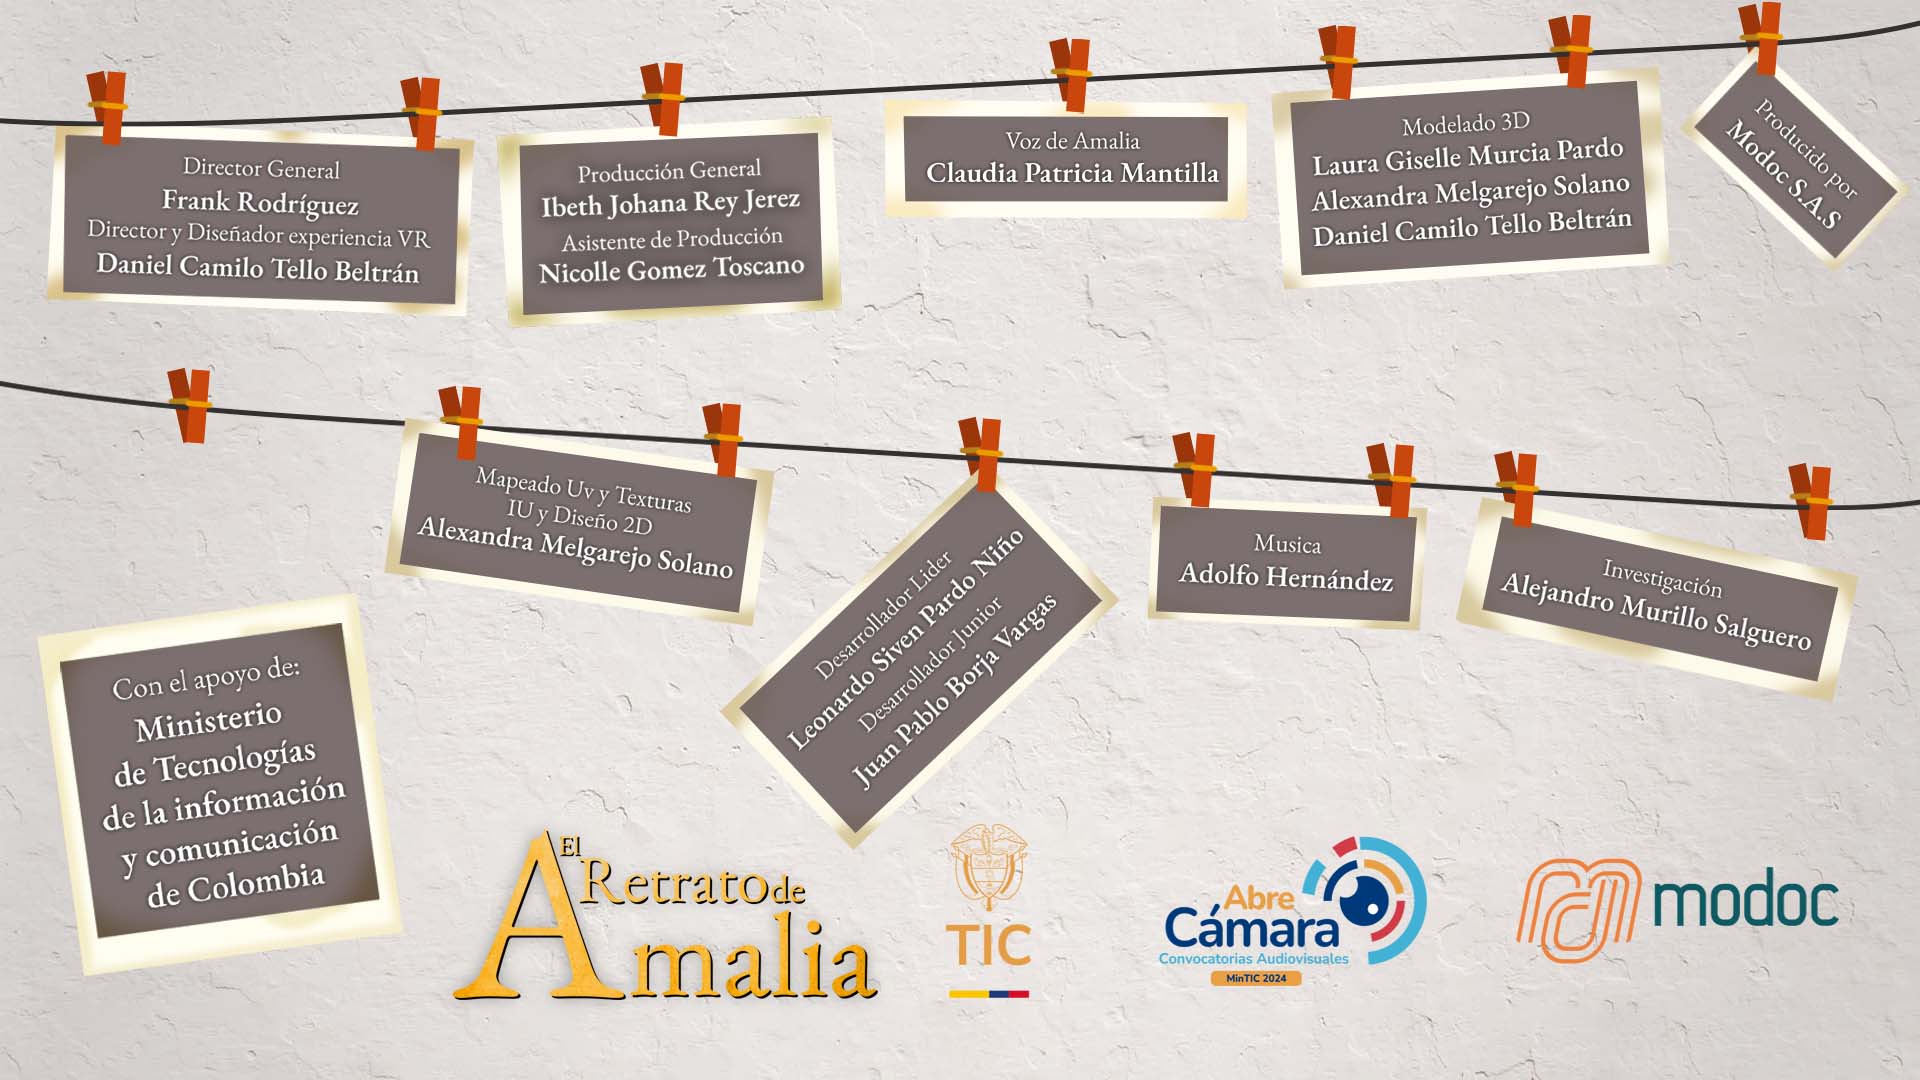 Director General
Frank Rodríguez
Director y Diseñador experiencia VR
Daniel Camilo Tello Beltrán
Producción General
Ibeth Johana Rey Jerez
Asistente de Producción
Nicolle Gomez Toscano
Voz de Amalia
Claudia Patricia Mantilla
Modelado 3D
Laura Giselle Murcia Pardo
Alexandra Melgarejo Solano
Daniel Camilo Tello Beltrán
Producido por
Modoc S.A.S
Mapeado Uv y Texturas
IU y Diseño 2D
Alexandra Melgarejo Solano
Desarrollador Lider
Leonardo Siven Pardo Niño
Desarrollador Junior
Juan Pablo Borja Vargas
Musica
Adolfo Hernández
Investigación
Alejandro Murillo Salguero
Con el apoyo de:
Ministerio
de Tecnologías
de la información
y comunicación
de Colombia
El
Retrato de
Amalia
TIC
Abre
Cámara
Convocatorias Audiovisuales
MinTIC 2024
modoc